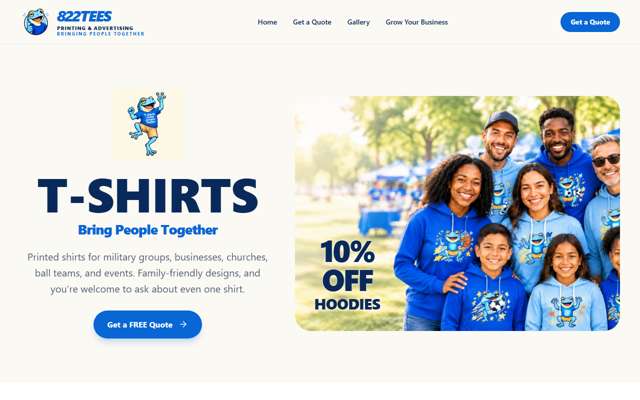 822TEES
PRINTING & ADVERTISING
BRINGING PEOPLE TOGETHER
Home
Get a Quote
Gallery
Grow Your Business
Get a Quote
T-SHIRTS
Bring People Together
Printed shirts for military groups, businesses, churches,
ball teams, and events. Family-friendly designs, and
you're welcome to ask about even one shirt.
Get a FREE Quote →
10%
OFF
HOODIES